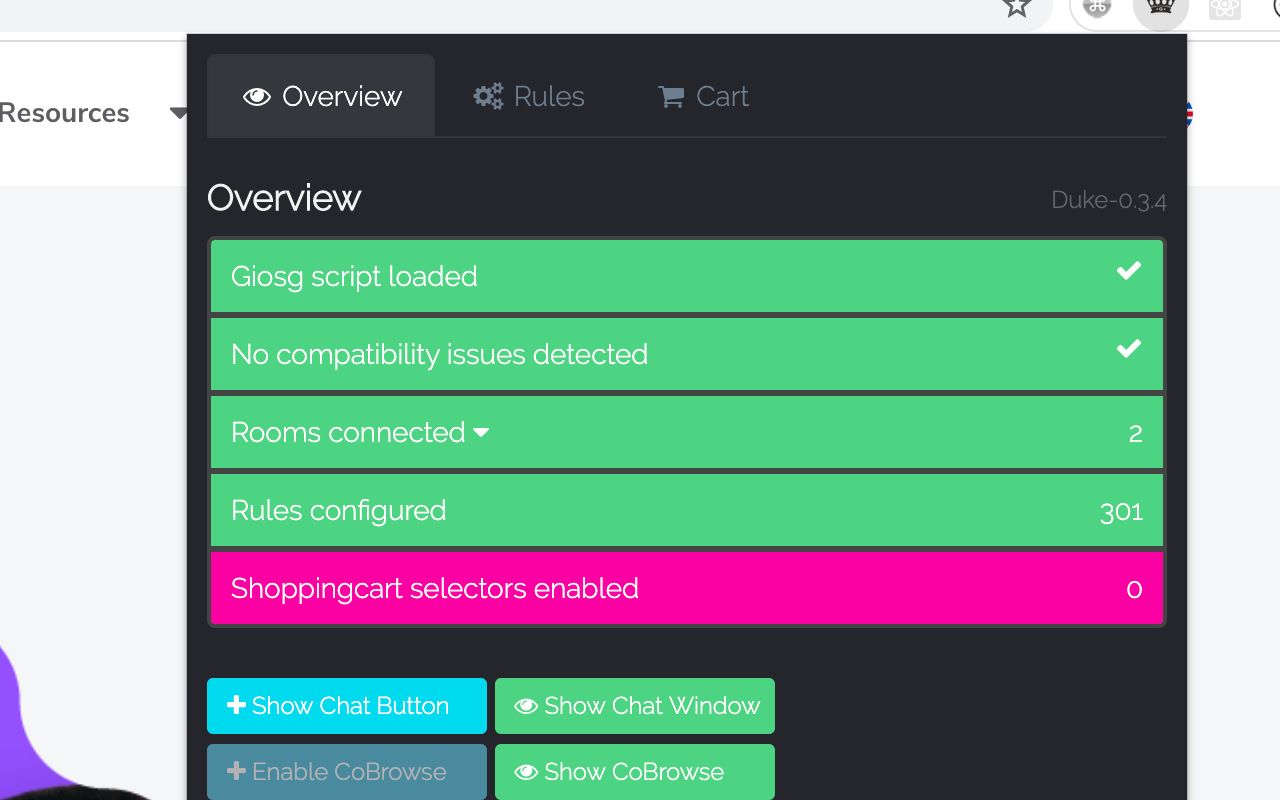 Resources
Overview Rules Cart
Overview Duke-0.3.4
Giosg script loaded
No compatibility issues detected
Rooms connected 2
Rules configured 301
Shoppingcart selectors enabled 0
Show Chat Button Show Chat Window
Enable CoBrowse Show CoBrowse